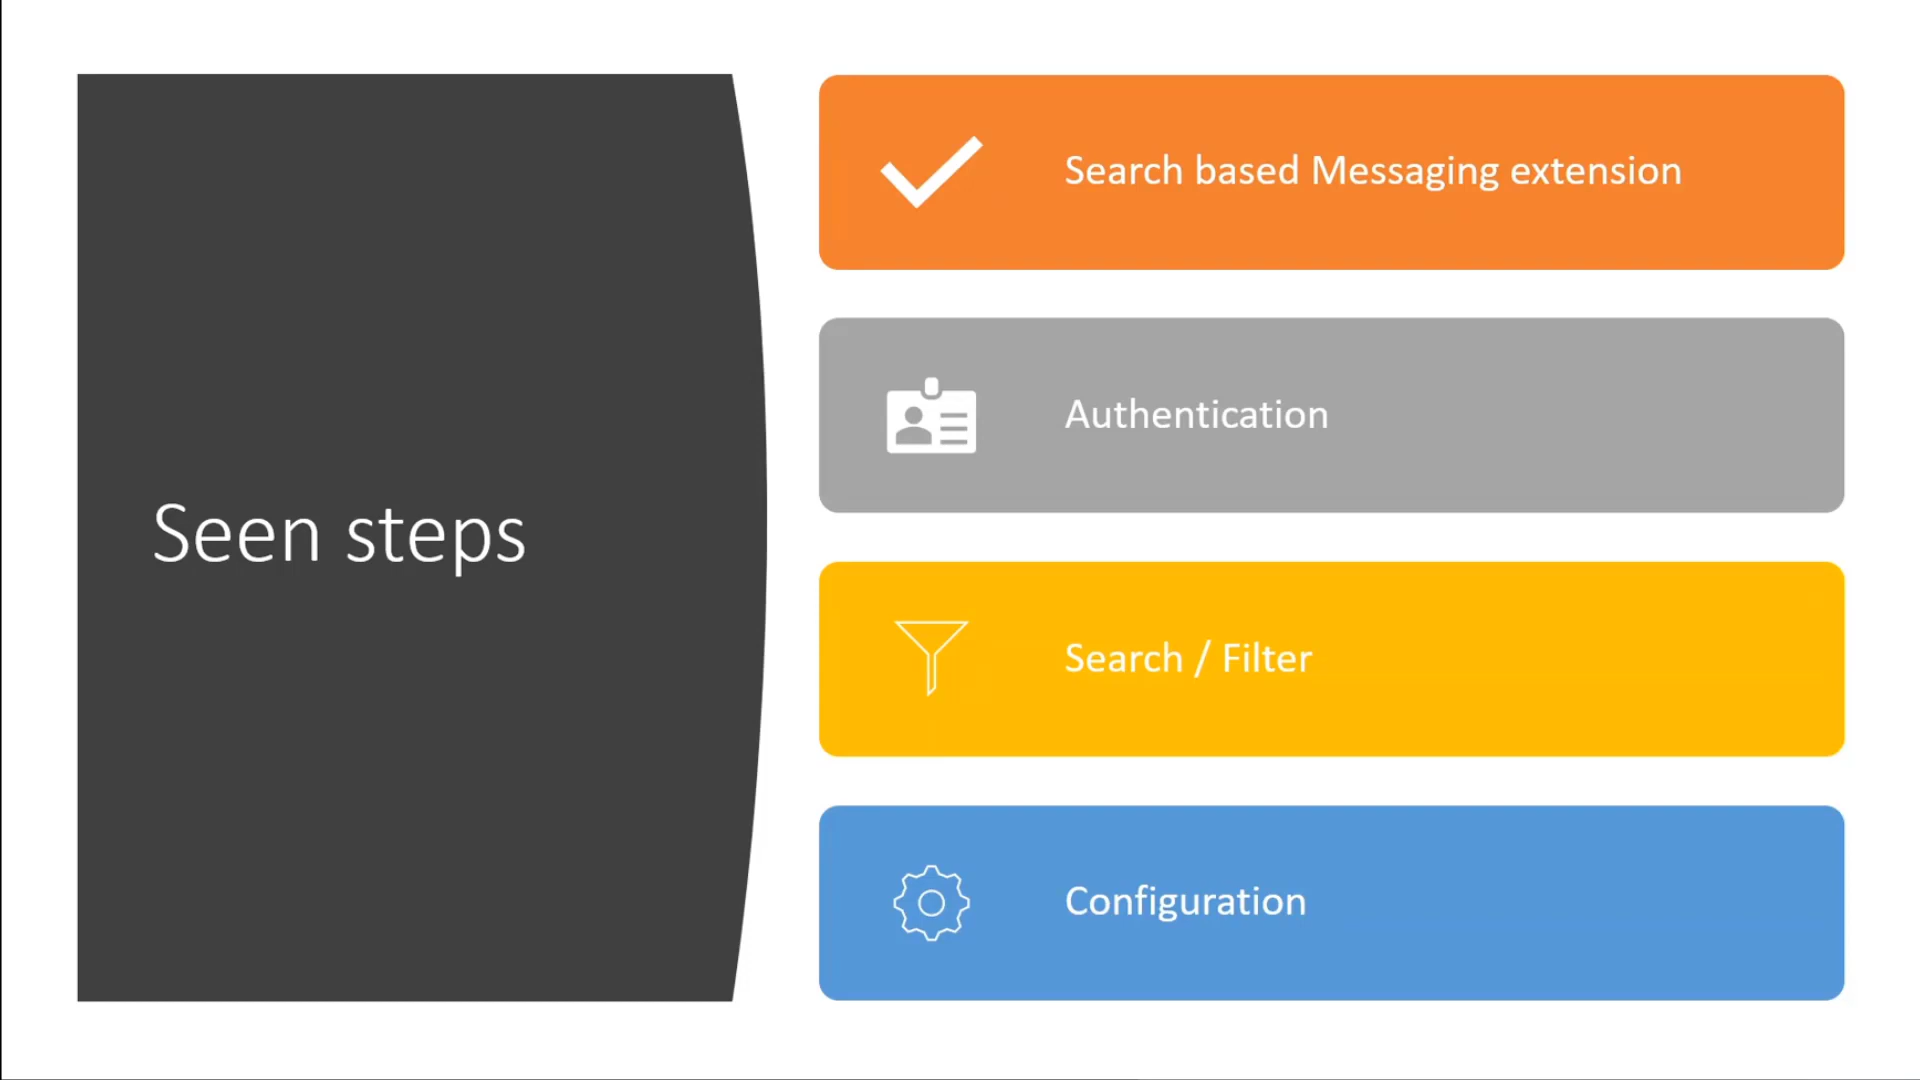 Seen steps
Search based Messaging extension
Authentication
Search / Filter
Configuration